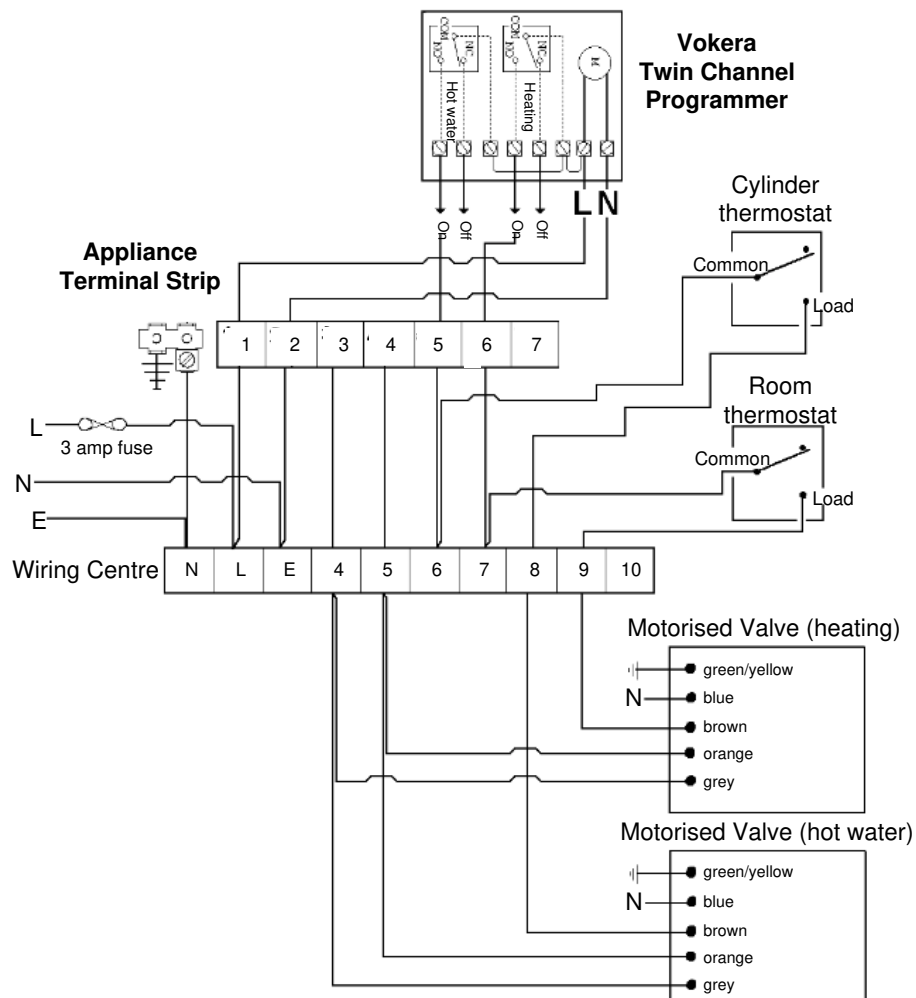 Vokera
Twin Channel
Programmer
COM
NO
NC
COM
NO
NC
M
Hot water
Heating
L N
On
Off
On
Off
Cylinder
thermostat
Common
Load
Appliance
Terminal Strip
1 2 3 4 5 6 7
Room
thermostat
Common
Load
L
3 amp fuse
N
E
Wiring Centre
N L E 4 5 6 7 8 9 10
Motorised Valve (heating)
green/yellow
N
blue
brown
orange
grey
Motorised Valve (hot water)
green/yellow
N
blue
brown
orange
grey